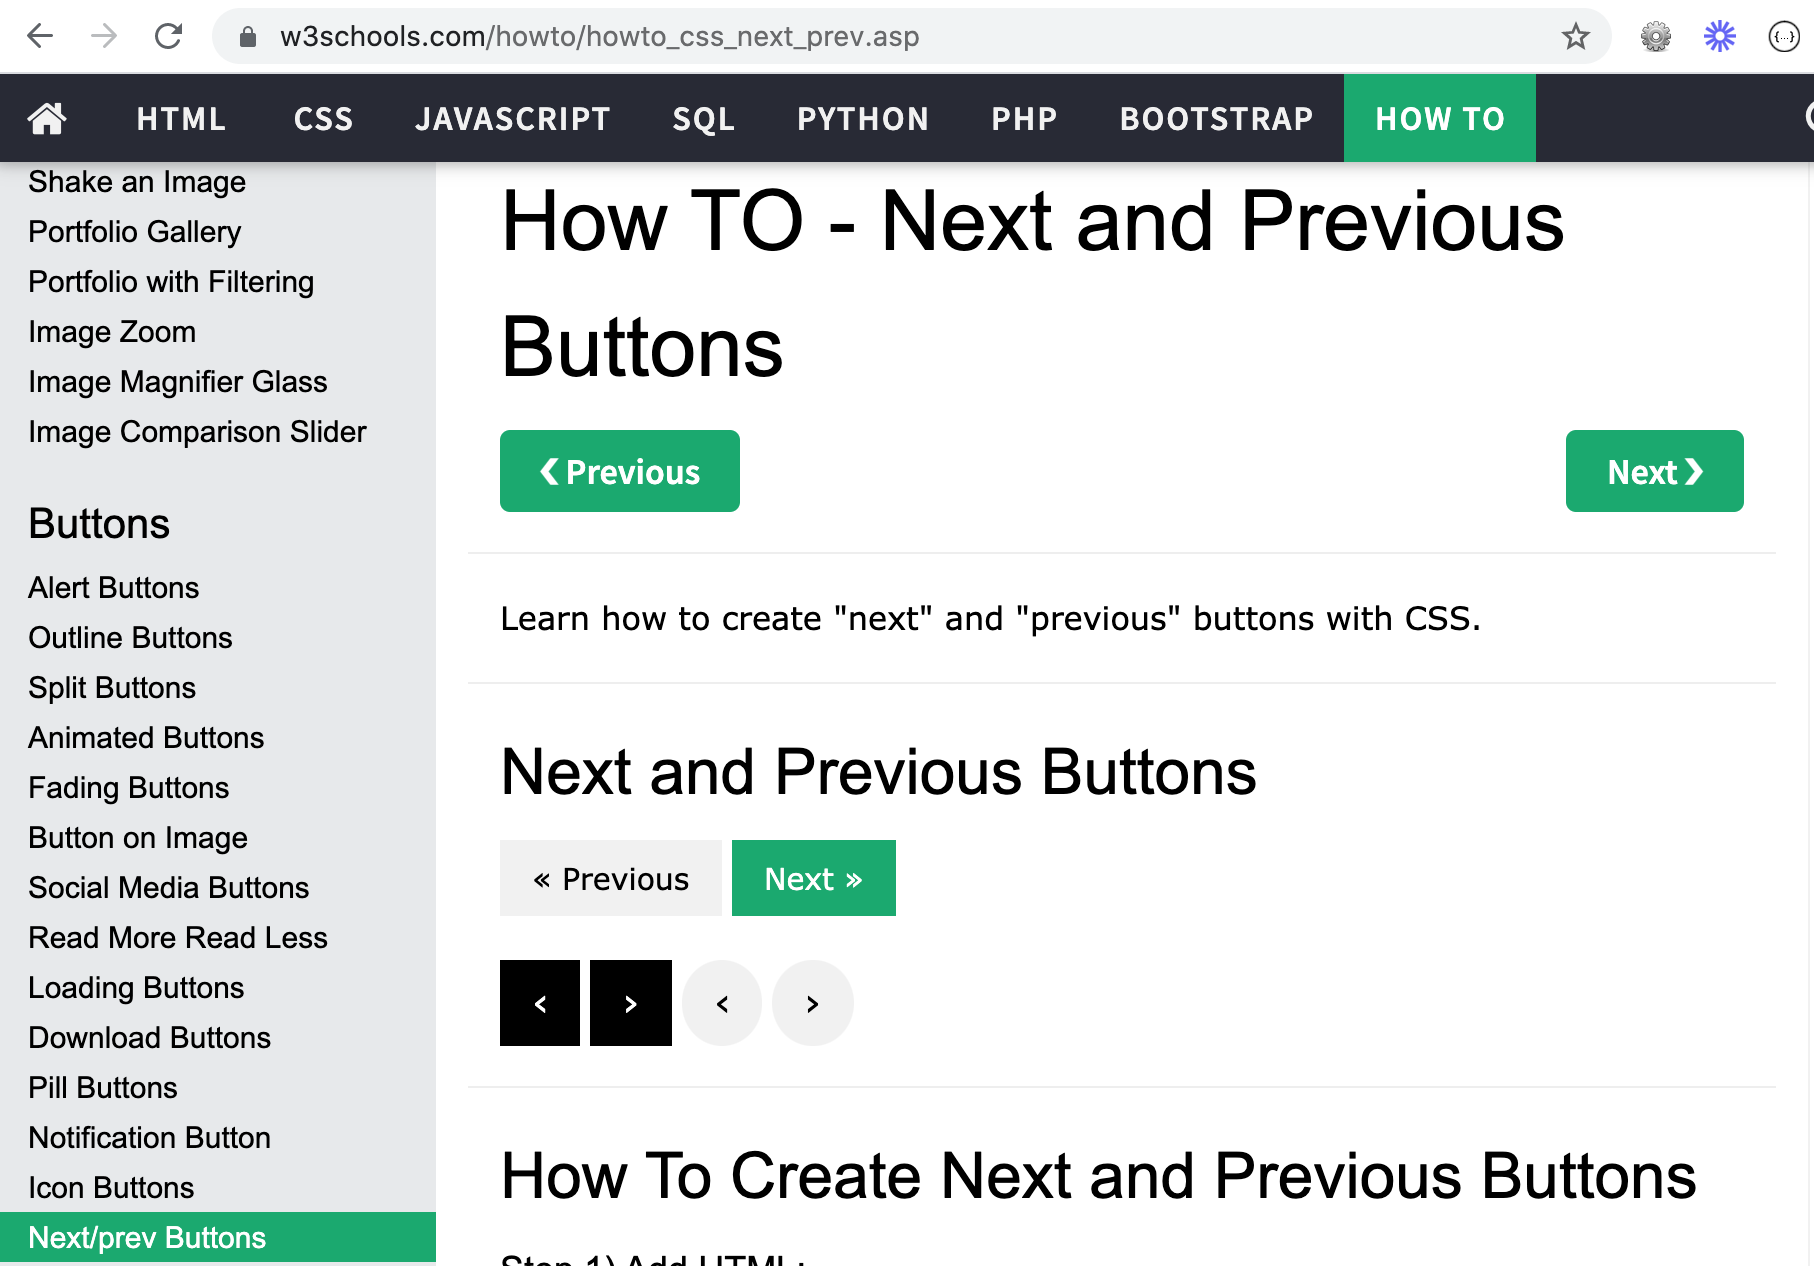 w3schools.com/howto/howto_css_next_prev.asp
{...}
HTML CSS JAVASCRIPT SQL PYTHON PHP BOOTSTRAP HOW TO
Shake an Image
Portfolio Gallery
Portfolio with Filtering
Image Zoom
Image Magnifier Glass
Image Comparison Slider
Buttons
Alert Buttons
Outline Buttons
Split Buttons
Animated Buttons
Fading Buttons
Button on Image
Social Media Buttons
Read More Read Less
Loading Buttons
Download Buttons
Pill Buttons
Notification Button
Icon Buttons
Next/prev Buttons
How TO - Next and Previous
Buttons
❮ Previous
Next ❯
Learn how to create "next" and "previous" buttons with CSS.
Next and Previous Buttons
« Previous
Next »
‹ › ‹ ›
How To Create Next and Previous Buttons
Step 1) Add HTML: